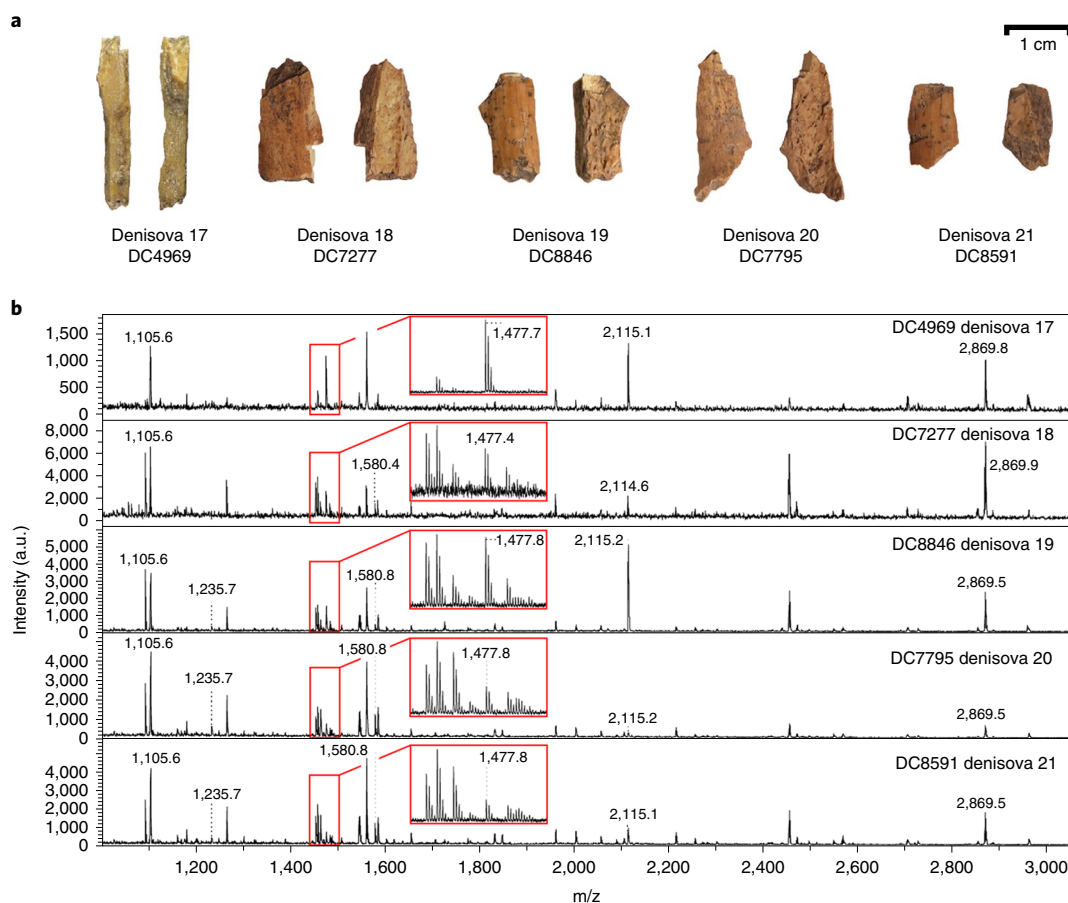 a
1 cm
Denisova 17
DC4969
Denisova 18
DC7277
Denisova 19
DC8846
Denisova 20
DC7795
Denisova 21
DC8591
b
Intensity (a.u.)
1,500
1,000
500
0
1,105.6
1,477.7
2,115.1
DC4969 denisova 17
2,869.8
8,000
6,000
4,000
2,000
0
1,105.6
1,580.4
1,477.4
2,114.6
DC7277 denisova 18
2,869.9
5,000
4,000
3,000
2,000
1,000
0
1,105.6
1,235.7
1,580.8
1,477.8
2,115.2
DC8846 denisova 19
2,869.5
4,000
3,000
2,000
1,000
0
1,105.6
1,235.7
1,580.8
1,477.8
2,115.2
DC7795 denisova 20
2,869.5
4,000
3,000
2,000
1,000
0
1,105.6
1,235.7
1,580.8
1,477.8
2,115.1
DC8591 denisova 21
2,869.5
1,200 1,400 1,600 1,800 2,000 2,200 2,400 2,600 2,800 3,000
m/z